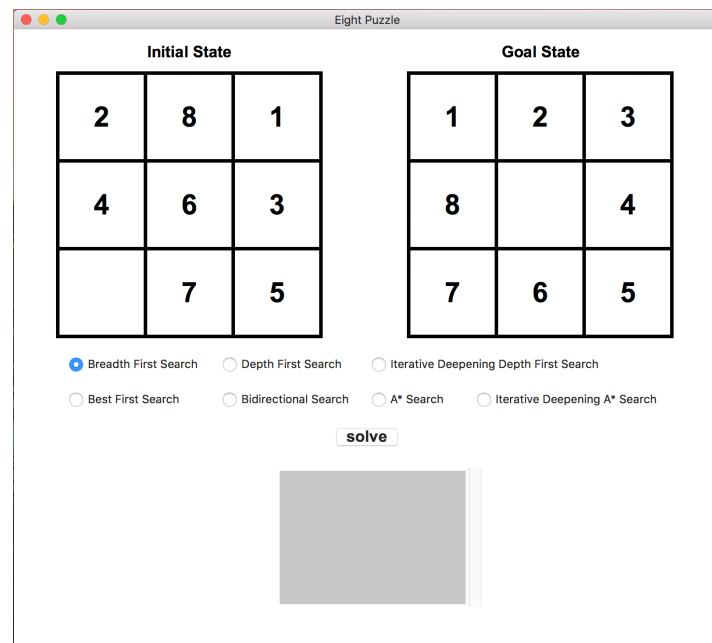 Eight Puzzle
Initial State
Goal State
2 8 1
4 6 3
7 5
1 2 3
8 4
7 6 5
Breadth First Search
Depth First Search
Iterative Deepening Depth First Search
Best First Search
Bidirectional Search
A* Search
Iterative Deepening A* Search
solve